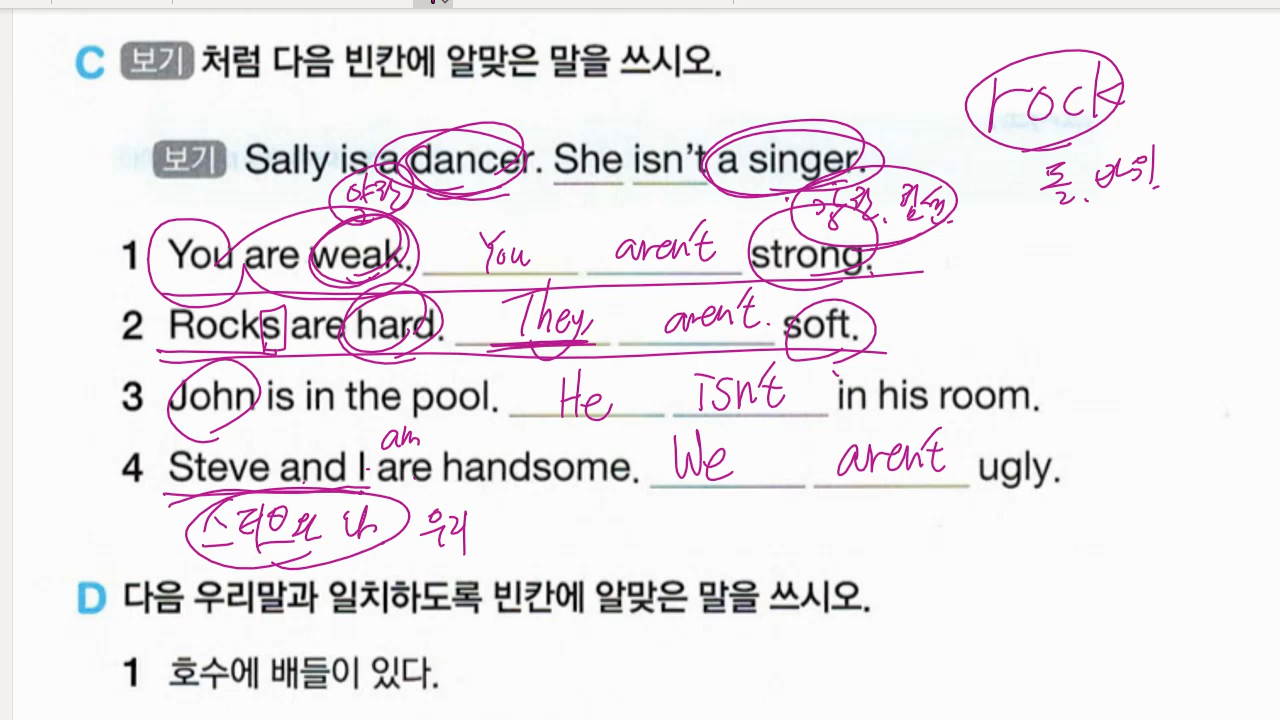 C 보기 처럼 다음 빈칸에 알맞은 말을 쓰시오.
rock
돌. 바위.
보기 Sally is a dancer. She isn't a singer.
약한 강한. 힘센.
1 You are weak. You aren't strong.
2 Rocks are hard. They aren't. soft.
3 John is in the pool. He isn't in his room.
am
4 Steve and I are handsome. We aren't ugly.
스티브와 나 우리
D 다음 우리말과 일치하도록 빈칸에 알맞은 말을 쓰시오.
1 호수에 배들이 있다.